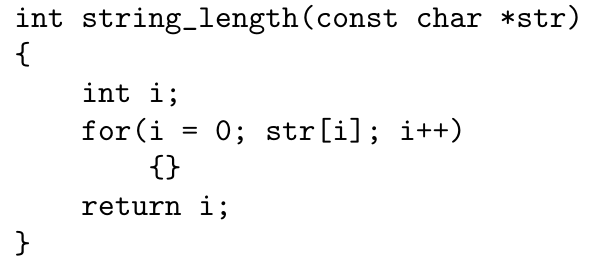 int string_length(const char *str)
{
    int i;
    for(i = 0; str[i]; i++)
        {}
    return i;
}